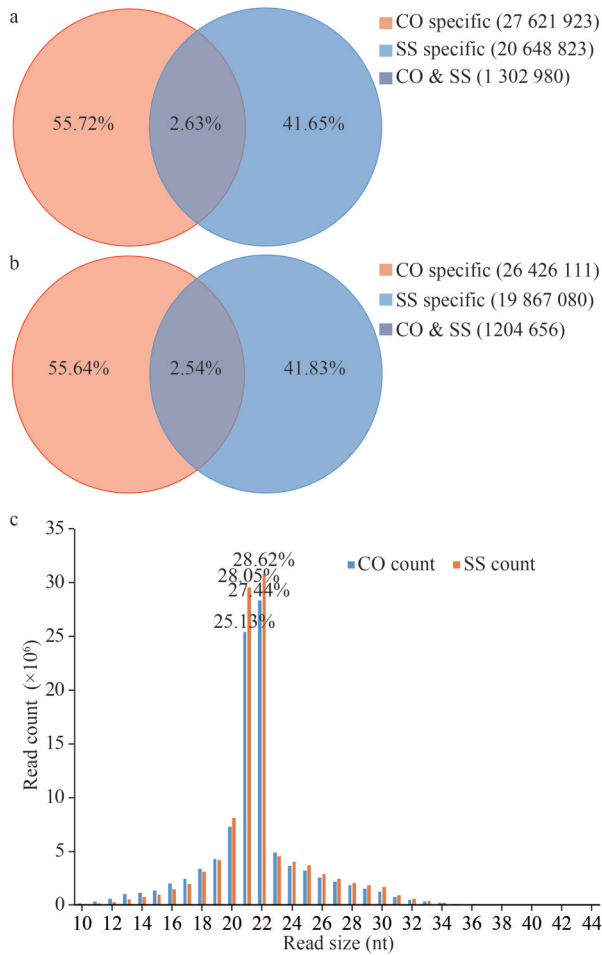 a
CO specific (27 621 923)
SS specific (20 648 823)
CO & SS (1 302 980)
55.72%
2.63%
41.65%
b
CO specific (26 426 111)
SS specific (19 867 080)
CO & SS (1204 656)
55.64%
2.54%
41.83%
c
Read count (×10⁶)
35
30
25
20
15
10
5
0
28.62%
28.05%
27.44%
25.13%
CO count
SS count
10 12 14 16 18 20 22 24 26 28 30 32 34 36 38 40 42 44
Read size (nt)